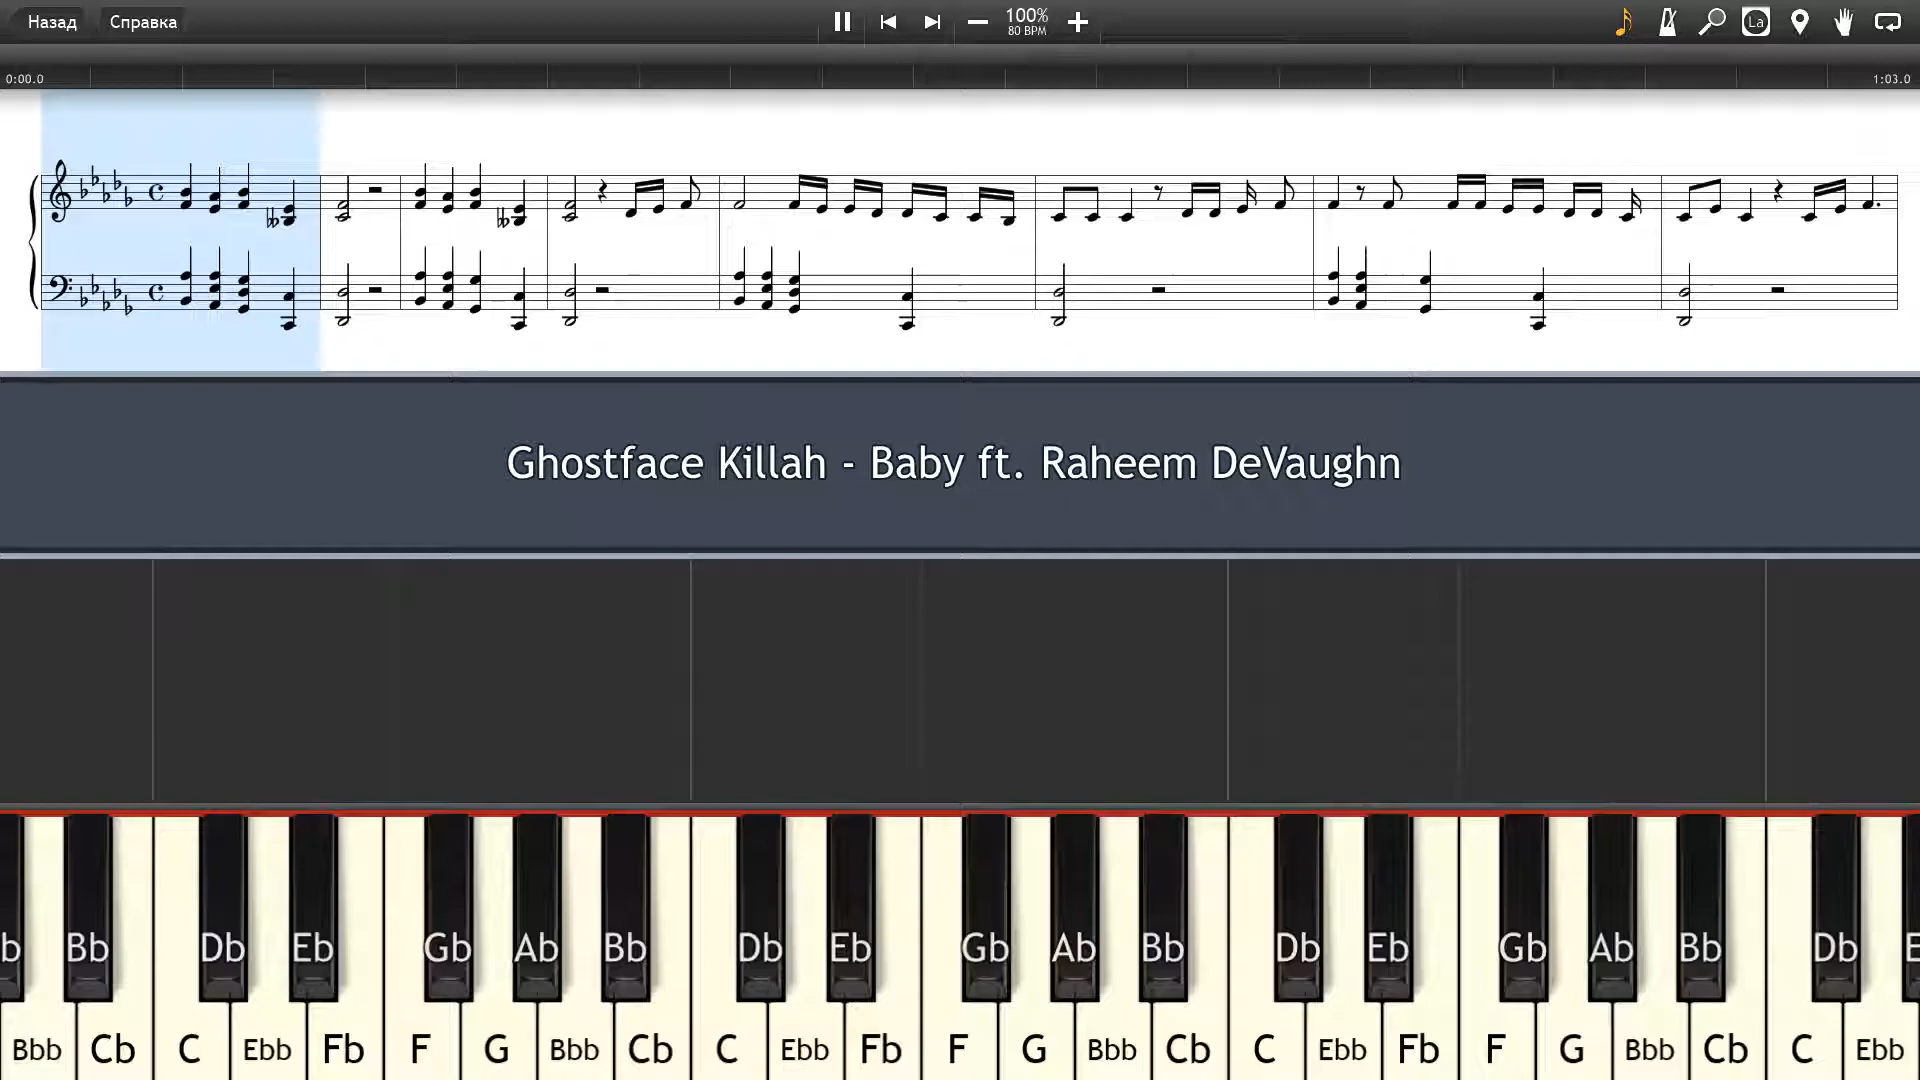 Назад Справка 100% La
80 BPM
0:00.0 1:03.0
Ghostface Killah - Baby ft. Raheem DeVaughn
b Bb Db Eb Gb Ab Bb Db Eb Gb Ab Bb Db Eb Gb Ab Bb Db E
Bbb Cb C Ebb Fb F G Bbb Cb C Ebb Fb F G Bbb Cb C Ebb Fb F G Bbb Cb C Ebb